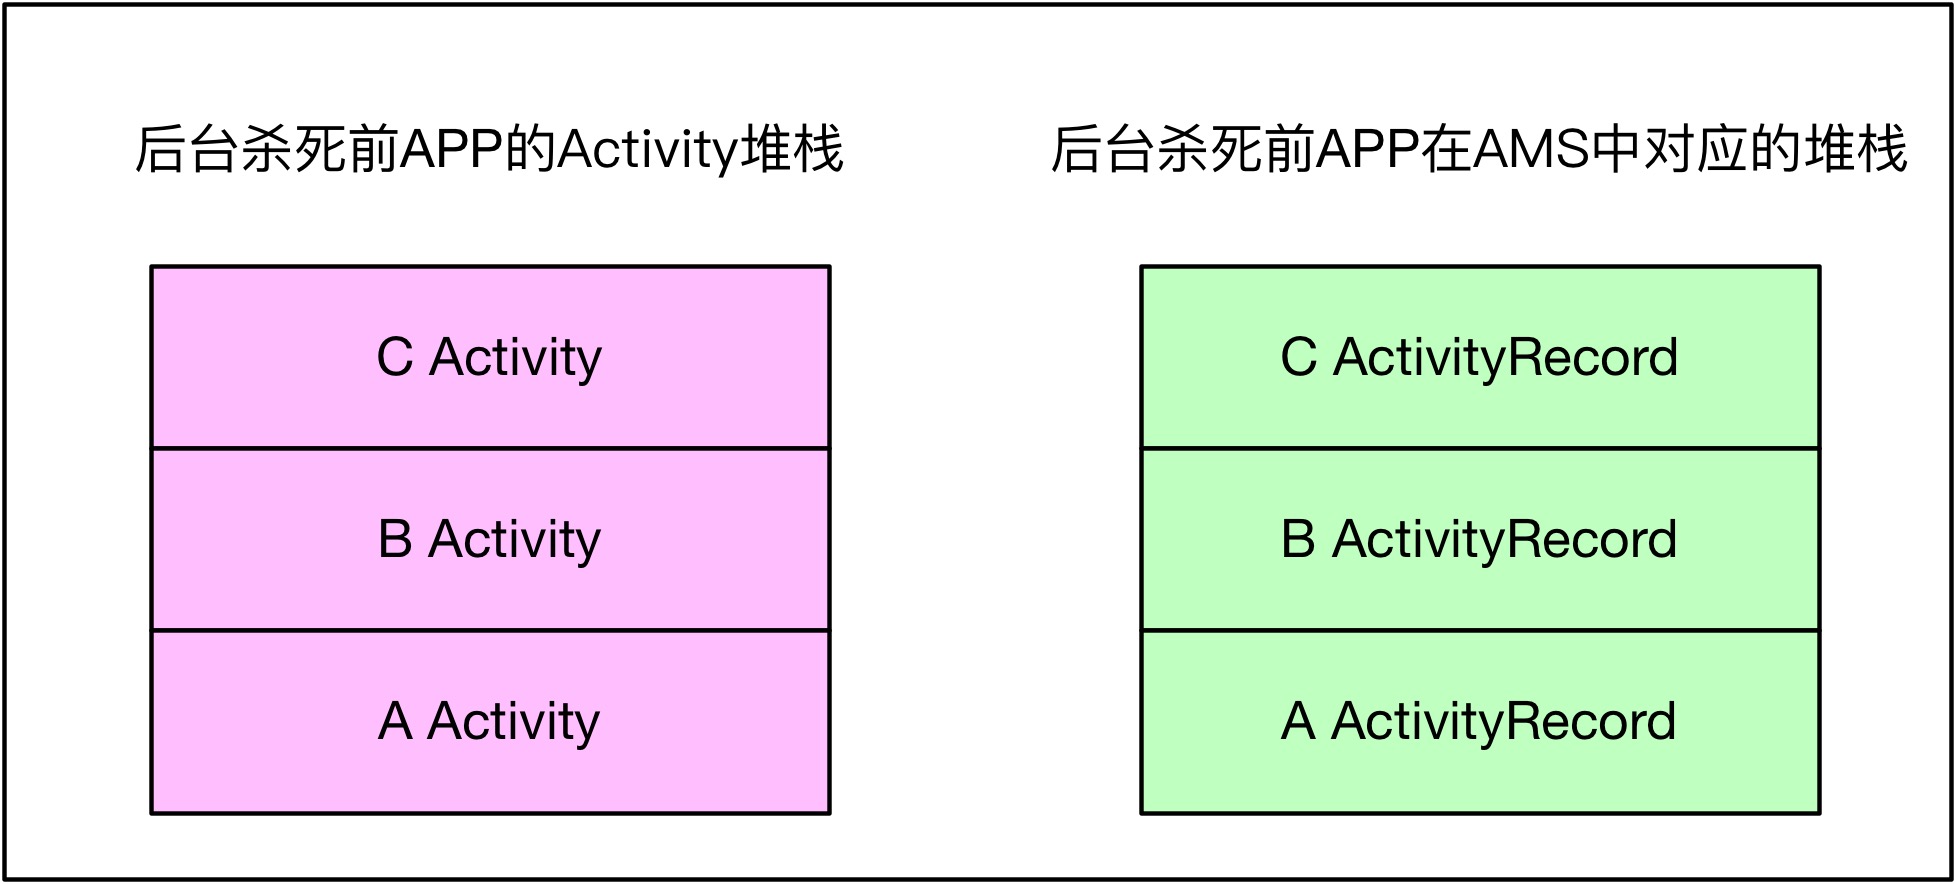 后台杀死前APP的Activity堆栈
后台杀死前APP在AMS中对应的堆栈
C Activity
C ActivityRecord
B Activity
B ActivityRecord
A Activity
A ActivityRecord